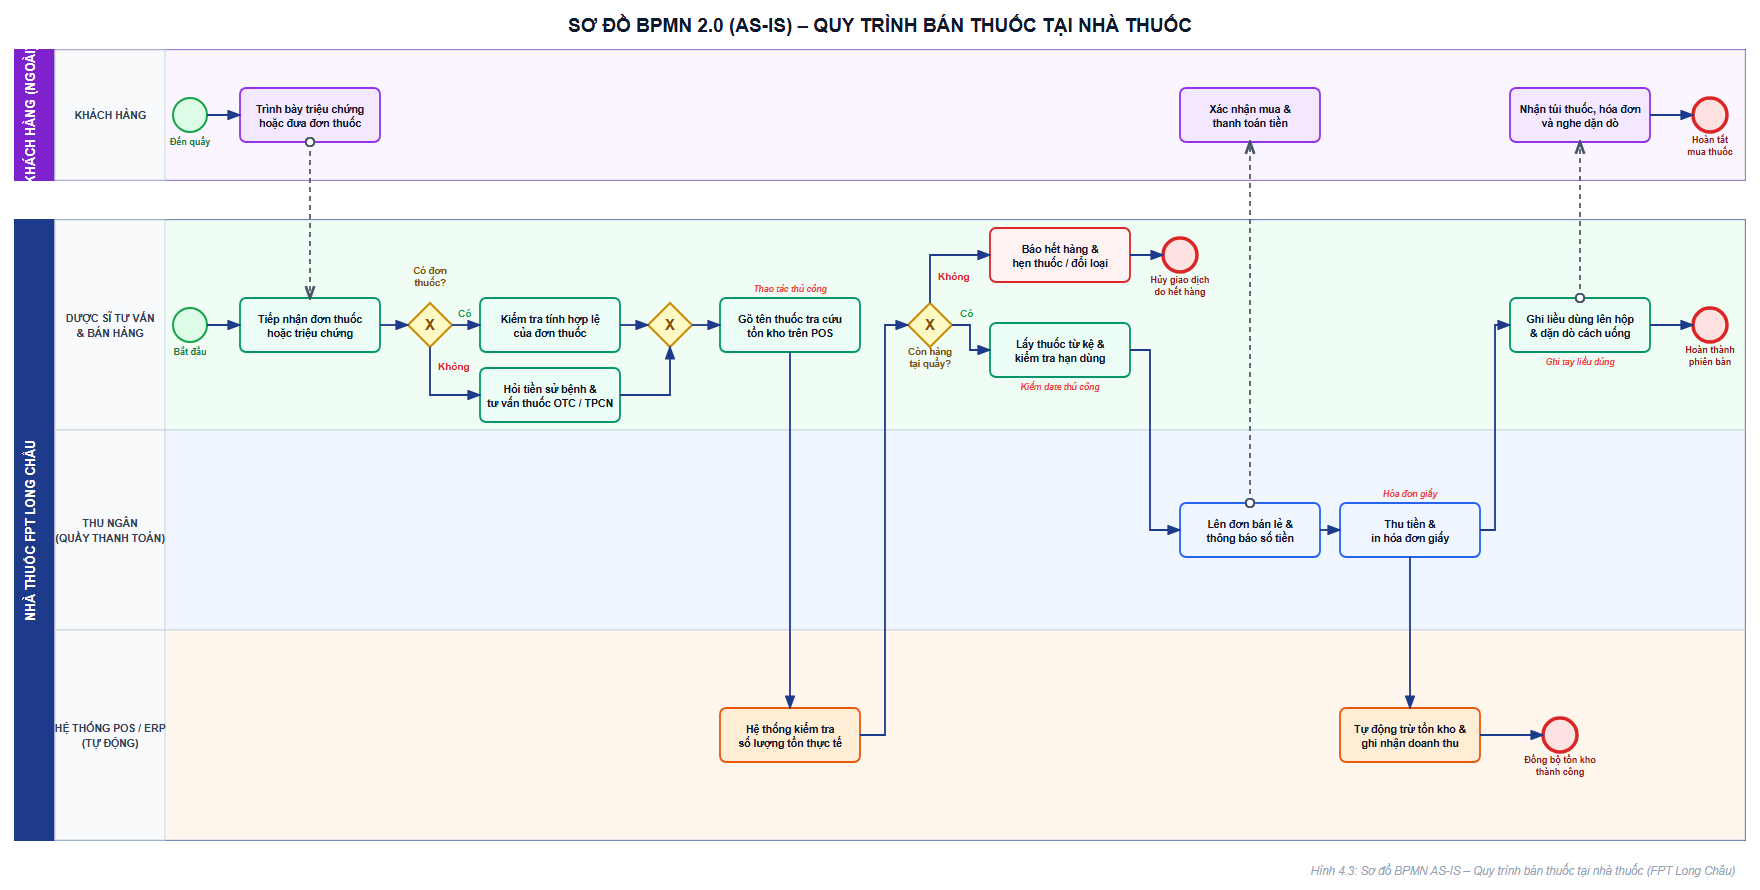 SƠ ĐỒ BPMN 2.0 (AS-IS) – QUY TRÌNH BÁN THUỐC TẠI NHÀ THUỐC
KHÁCH HÀNG (NGOÀI)
KHÁCH HÀNG
Đến quầy
Trình bày triệu chứng
hoặc đưa đơn thuốc
Xác nhận mua &
thanh toán tiền
Nhận túi thuốc, hóa đơn
và nghe dặn dò
Hoàn tất
mua thuốc
NHÀ THUỐC FPT LONG CHÂU
DƯỢC SĨ TƯ VẤN
& BÁN HÀNG
Bắt đầu
Tiếp nhận đơn thuốc
hoặc triệu chứng
Có đơn
thuốc?
X
Có
Không
Kiểm tra tính hợp lệ
của đơn thuốc
Hỏi tiền sử bệnh &
tư vấn thuốc OTC / TPCN
X
Thao tác thủ công
Gõ tên thuốc tra cứu
tồn kho trên POS
X
Còn hàng
tại quầy?
Không
Có
Báo hết hàng &
hẹn thuốc / đổi loại
Hủy giao dịch
do hết hàng
Lấy thuốc từ kệ &
kiểm tra hạn dùng
Kiểm date thủ công
Ghi liều dùng lên hộp
& dặn dò cách uống
Ghi tay liều dùng
Hoàn thành
phiên bán
THU NGÂN
(QUẦY THANH TOÁN)
Lên đơn bán lẻ &
thông báo số tiền
Hóa đơn giấy
Thu tiền &
in hóa đơn giấy
HỆ THỐNG POS / ERP
(TỰ ĐỘNG)
Hệ thống kiểm tra
số lượng tồn thực tế
Tự động trừ tồn kho &
ghi nhận doanh thu
Đồng bộ tồn kho
thành công
Hình 4.3: Sơ đồ BPMN AS-IS – Quy trình bán thuốc tại nhà thuốc (FPT Long Châu)